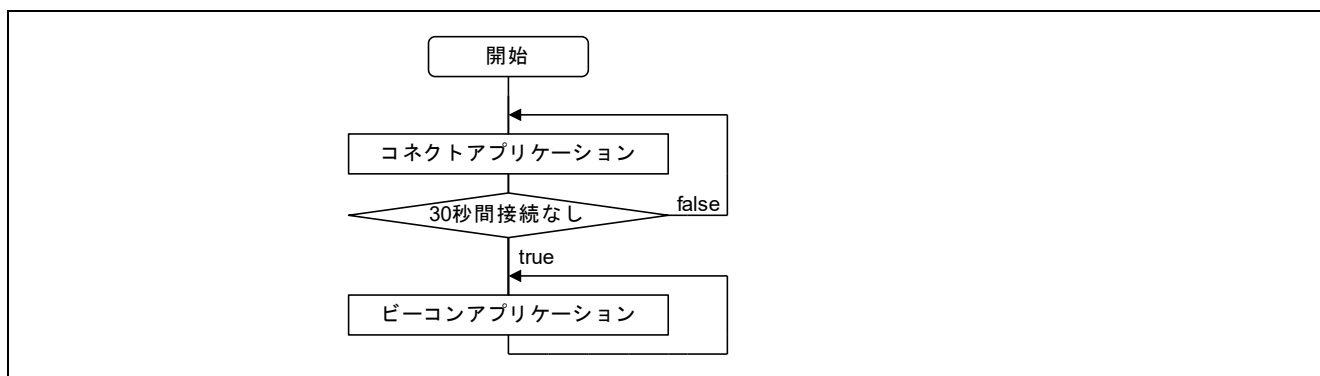 開始
コネクトアプリケーション
30秒間接続なし
false
true
ビーコンアプリケーション